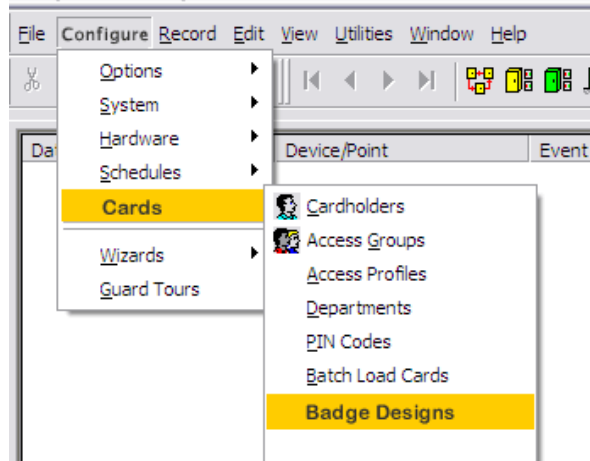 File Configure Record Edit View Utilities Window Help
Options
System
Hardware
Da Device/Point Event
Schedules
Cards
Cardholders
Access Groups
Wizards
Access Profiles
Guard Tours
Departments
PIN Codes
Batch Load Cards
Badge Designs